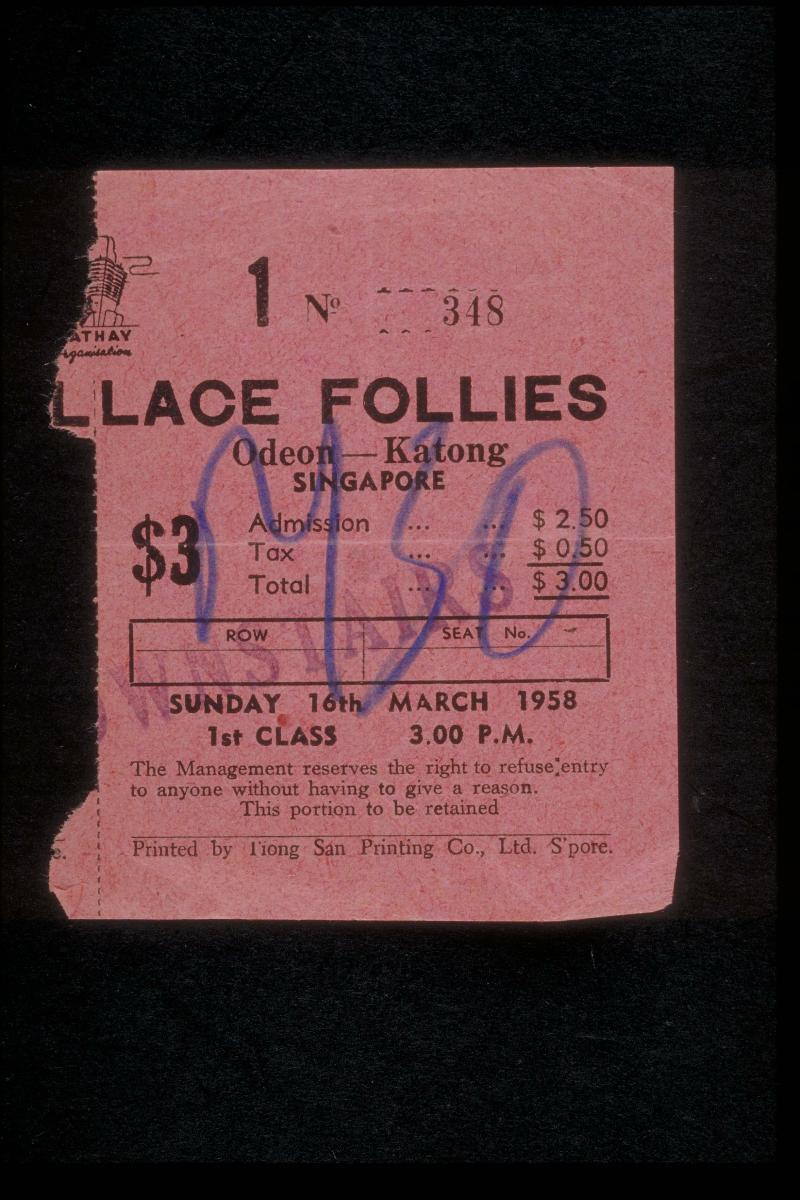 1 Nº 348
ATHAY
rganisation
LLACE FOLLIES
Odeon — Katong
SINGAPORE
$3
Admission ... ... $ 2.50
Tax ... ... $ 0.50
Total ... ... $ 3.00
M50
OWNSTAIRS
ROW SEAT No.
SUNDAY 16th MARCH 1958
1st CLASS 3.00 P.M.
The Management reserves the right to refuse entry
to anyone without having to give a reason.
This portion to be retained
e.
Printed by Tiong San Printing Co., Ltd. S'pore.